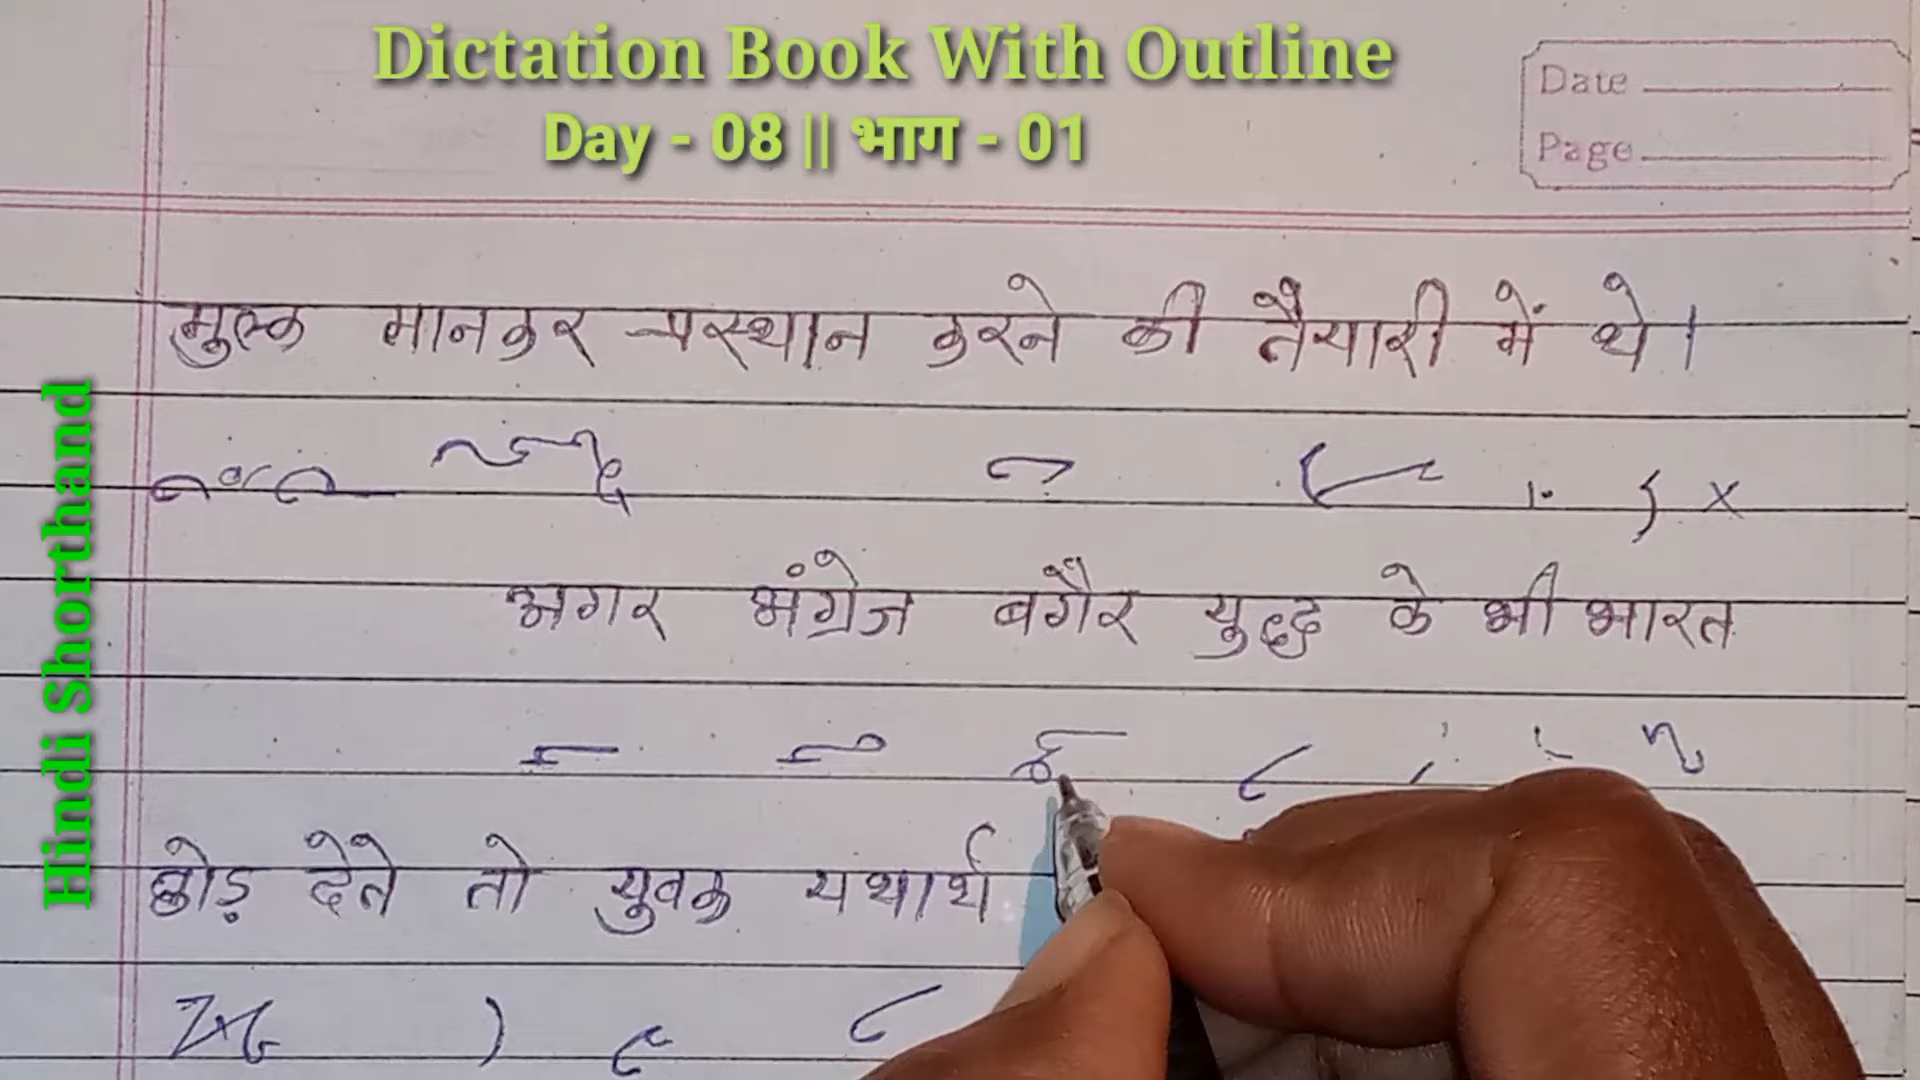 Dictation Book With Outline
Day - 08 || भाग - 01
Date
Page
Hindi Shorthand
मुल्क मानकर प्रस्थान करने की तैयारी में थे।
अगर अंग्रेज बगैर युद्ध के भी भारत
छोड़ देते तो युवक यथार्थ